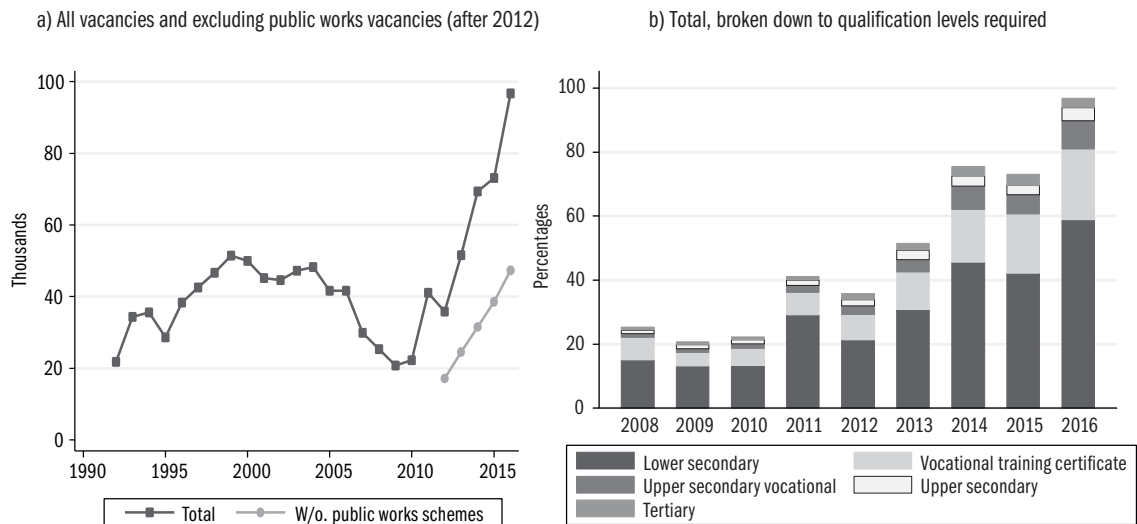 a) All vacancies and excluding public works vacancies (after 2012)
100
80
60
40
20
0
Thousands
1990
1995
2000
2005
2010
2015
Total
W/o. public works schemes
b) Total, broken down to qualification levels required
100
80
60
40
20
0
Percentages
2008
2009
2010
2011
2012
2013
2014
2015
2016
Lower secondary
Vocational training certificate
Upper secondary vocational
Upper secondary
Tertiary